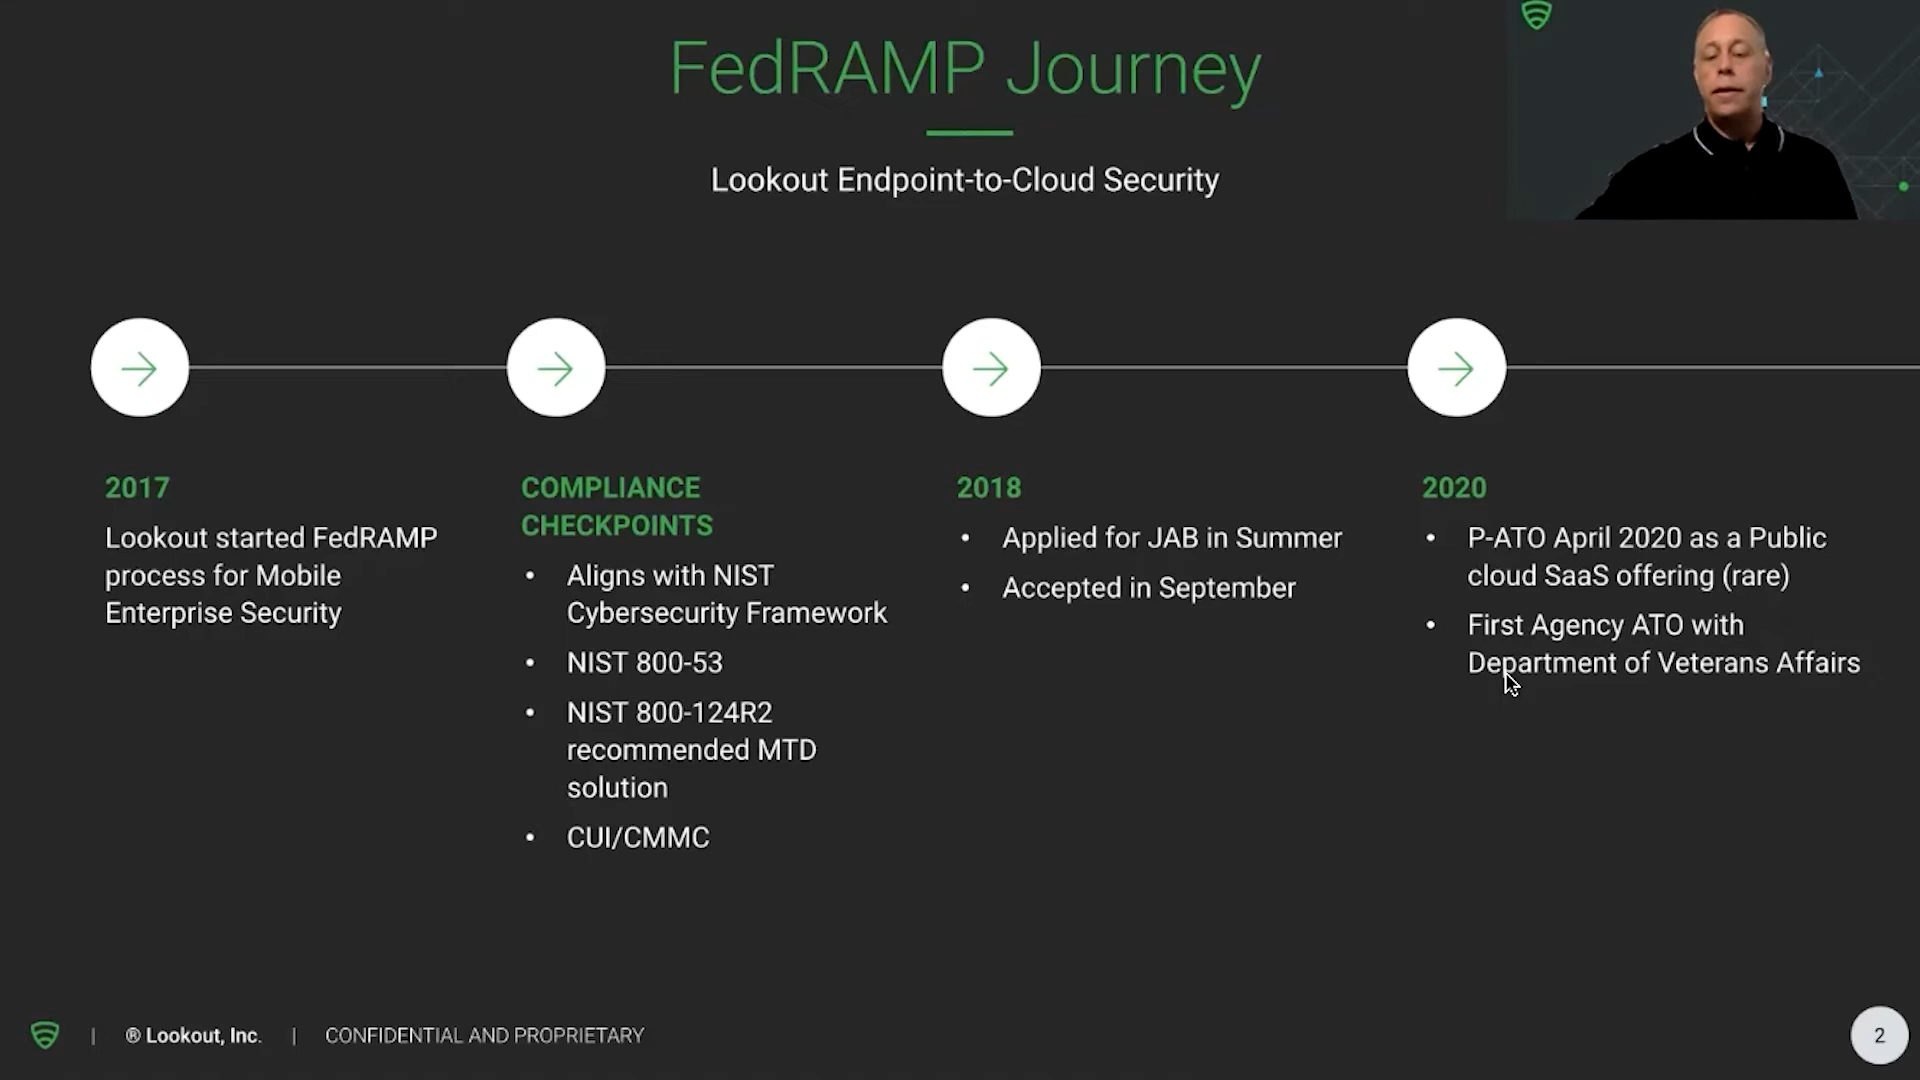 FedRAMP Journey
Lookout Endpoint-to-Cloud Security
2017
Lookout started FedRAMP
process for Mobile
Enterprise Security
COMPLIANCE
CHECKPOINTS
• Aligns with NIST
Cybersecurity Framework
• NIST 800-53
• NIST 800-124R2
recommended MTD
solution
• CUI/CMMC
2018
• Applied for JAB in Summer
• Accepted in September
2020
• P-ATO April 2020 as a Public
cloud SaaS offering (rare)
• First Agency ATO with
Department of Veterans Affairs
| ® Lookout, Inc. | CONFIDENTIAL AND PROPRIETARY
2